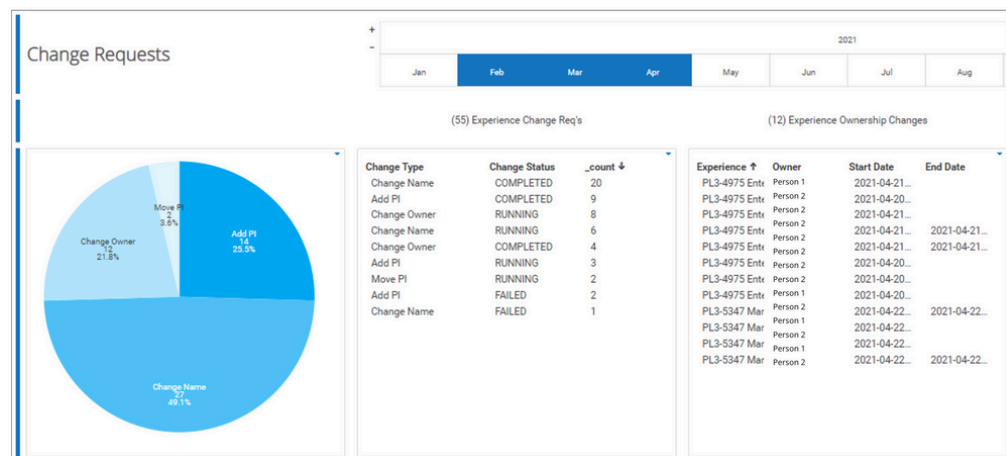 Change Requests
+
-
2021
Jan Feb Mar Apr May Jun Jul Aug
(55) Experience Change Req's
(12) Experience Ownership Changes
Move PI
2
3.6%
Add PI
14
25.5%
Change Owner
12
21.8%
Change Name
27
49.1%
Change Type Change Status _count ↓
Change Name COMPLETED 20
Add PI COMPLETED 9
Change Owner RUNNING 8
Change Name RUNNING 6
Change Owner COMPLETED 4
Add PI RUNNING 3
Move PI RUNNING 2
Add PI FAILED 2
Change Name FAILED 1
Experience ↑ Owner Start Date End Date
PL3-4975 Ente Person 1 2021-04-21...
PL3-4975 Ente Person 2 2021-04-20...
PL3-4975 Ente Person 2 2021-04-21...
PL3-4975 Ente Person 2 2021-04-21... 2021-04-21...
PL3-4975 Ente Person 2 2021-04-21... 2021-04-21...
PL3-4975 Ente Person 2 2021-04-20...
PL3-4975 Ente Person 2 2021-04-20...
PL3-4975 Ente Person 1 2021-04-20...
PL3-5347 Mar Person 2 2021-04-22... 2021-04-22...
PL3-5347 Mar Person 1 2021-04-22...
PL3-5347 Mar Person 2 2021-04-22...
PL3-5347 Mar Person 1 2021-04-22... 2021-04-22...
Person 2